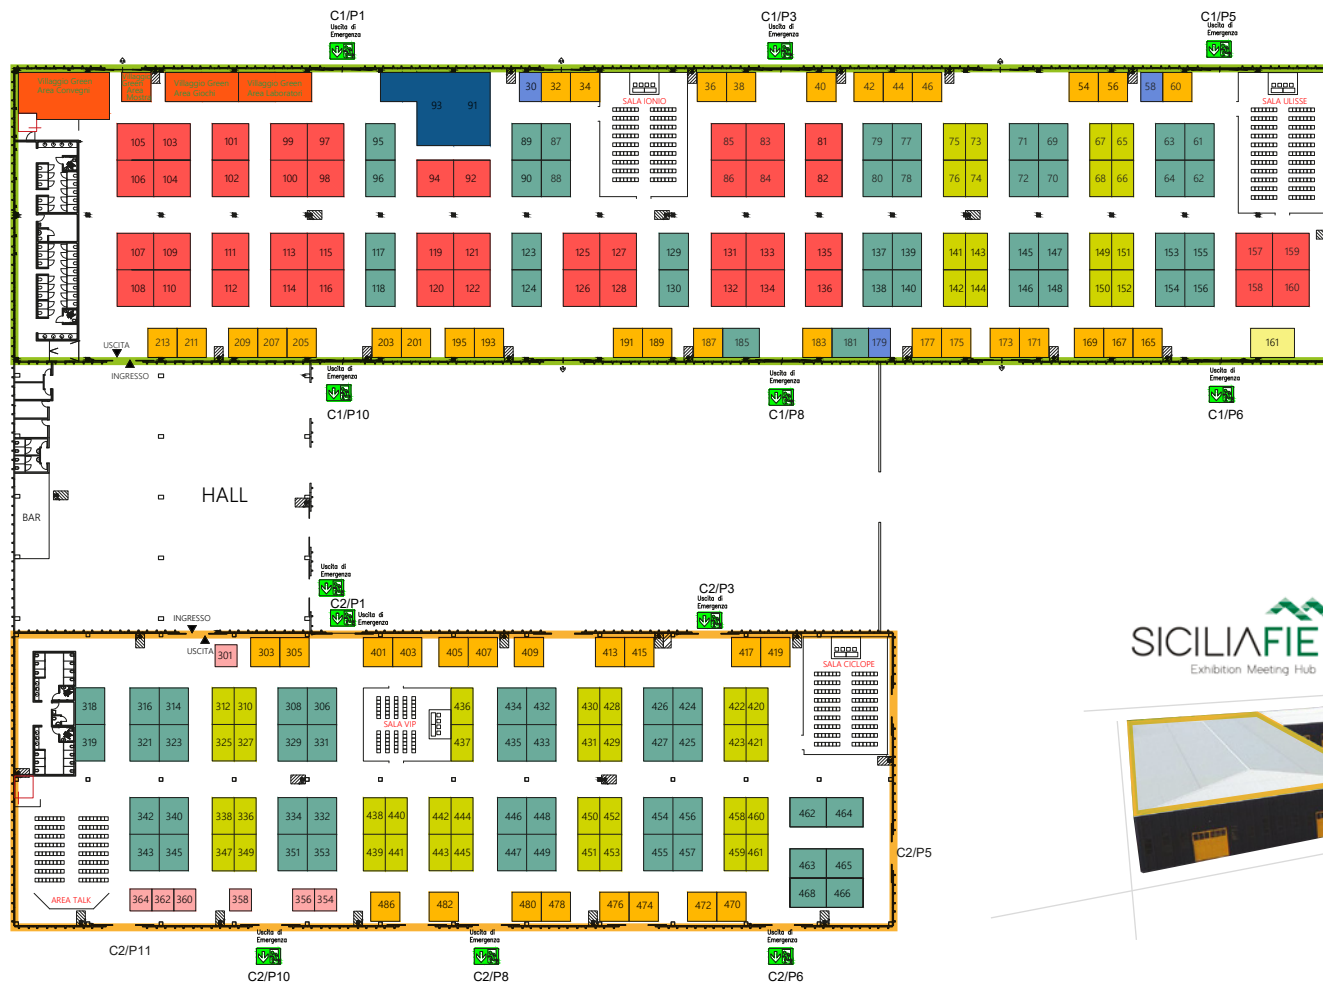 C1/P1
C1/P3
C1/P5
Uscita di
Emergenza
Uscita di
Emergenza
Uscita di
Emergenza
Villaggio Green
Area Convegni
Villaggio Green
Area Giochi
Villaggio Green
Area Laboratori
93 91
30 32 34
SALA IONIO
36 38
40
42 44 46
54 56
58 60
SALA ULISSE
105 103
101
99 97
95
89 87
85 83
81
79 77
75 73
71 69
67 65
63 61
106 104
102
100 98
96
94 92
90 88
86 84
82
80 78
76 74
72 70
68 66
64 62
107 109
111
113 115
117
119 121
123
125 127
129
131 133
135
137 139
141 143
145 147
149 151
153 155
157 159
108 110
112
114 116
118
120 122
124
126 128
130
132 134
136
138 140
142 144
146 148
150 152
154 156
158 160
213 211
209 207 205
203 201
195 193
191 189
187 185
183 181 179
177 175
173 171
169 167 165
161
USCITA
INGRESSO
Uscita di
Emergenza
C1/P10
Uscita di
Emergenza
C1/P8
Uscita di
Emergenza
C1/P6
HALL
BAR
Uscita di
Emergenza
C2/P1
Uscita di
Emergenza
C2/P3
Uscita di
Emergenza
INGRESSO
USCITA
301
303 305
401 403
405 407
409
413 415
417 419
SALA CICLOPE
SICILIAFIE
Exhibition Meeting Hub
318
316 314
312 310
308 306
SALA VIP
436
434 432
430 428
426 424
422 420
319
321 323
325 327
329 331
437
435 433
431 429
427 425
423 421
342 340
338 336
334 332
438 440
442 444
446 448
450 452
454 456
458 460
462 464
343 345
347 349
351 353
439 441
443 445
447 449
451 453
455 457
459 461
463 465
468 466
C2/P5
AREA TALK
364 362 360
358
356 354
486
482
480 478
476 474
472 470
C2/P11
Uscita di
Emergenza
C2/P10
Uscita di
Emergenza
C2/P8
Uscita di
Emergenza
C2/P6